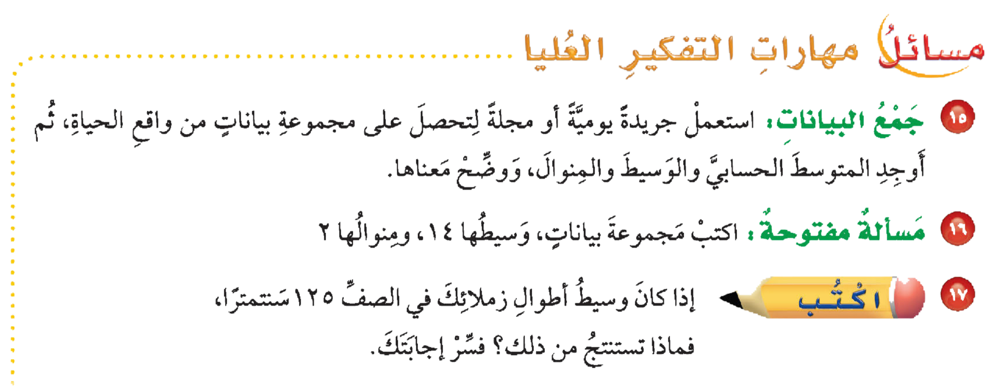 مسائلُ مهاراتِ التفكيرِ العُليا
١٥ جَمْعُ البياناتِ: استعملْ جريدةً يوميَّةً أو مجلةً لِتحصلَ على مجموعةِ بياناتٍ من واقعِ الحياةِ، ثُم
أَوجِدِ المتوسطَ الحسابيَّ والوَسيطَ والمِنوالَ، وَوضِّحْ مَعناها.
١٦ مَسألةٌ مفتوحةٌ: اكتبْ مَجموعةَ بياناتٍ، وَسيطُها ١٤، ومِنوالُها ٢
١٧ اكْتُـب إذا كانَ وسيطُ أطوالِ زملائِكَ في الصفِّ ١٢٥ سَنتمترًا،
فماذا تستنتجُ من ذلك؟ فسِّرْ إجابَتَكَ.